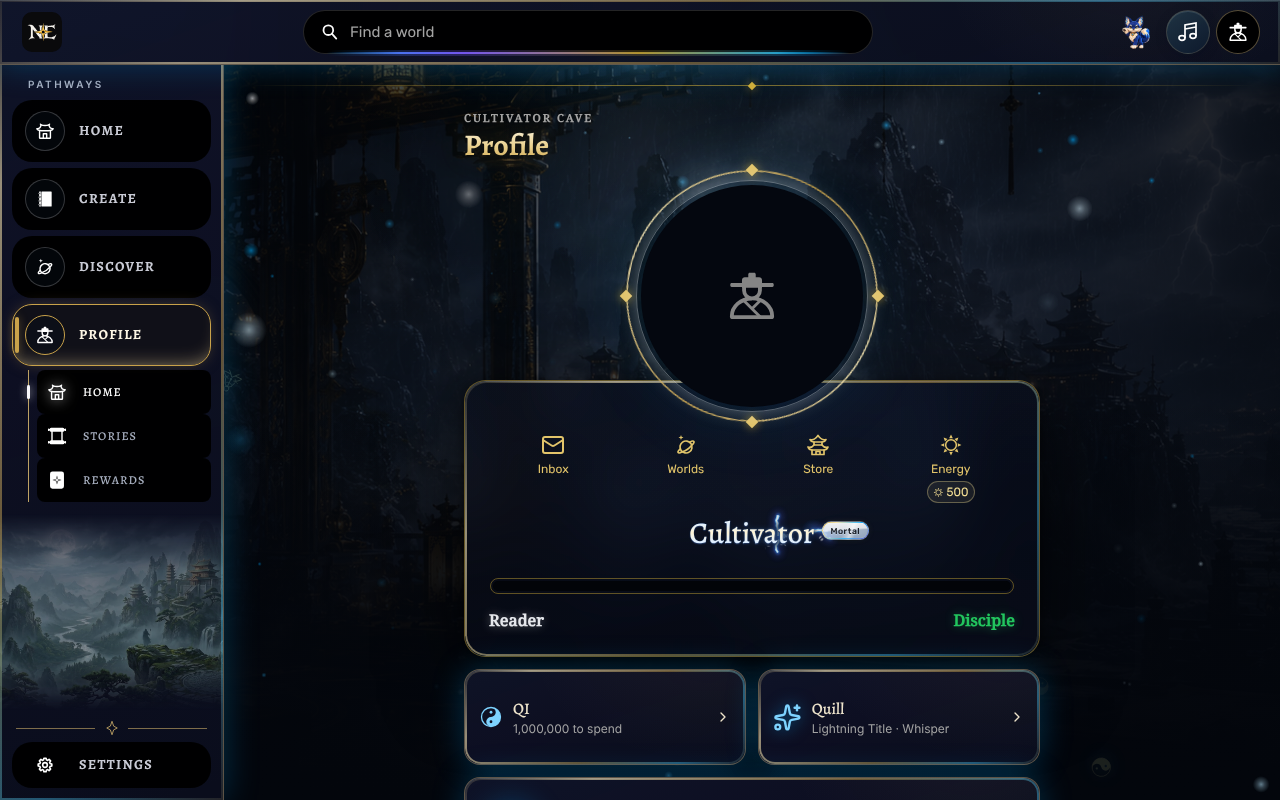 NE
Find a world
PATHWAYS
HOME
CREATE
DISCOVER
PROFILE
HOME
STORIES
REWARDS
SETTINGS
CULTIVATOR CAVE
Profile
Inbox
Worlds
Store
Energy
500
Cultivator
Mortal
Reader
Disciple
QI
1,000,000 to spend
Quill
Lightning Title · Whisper